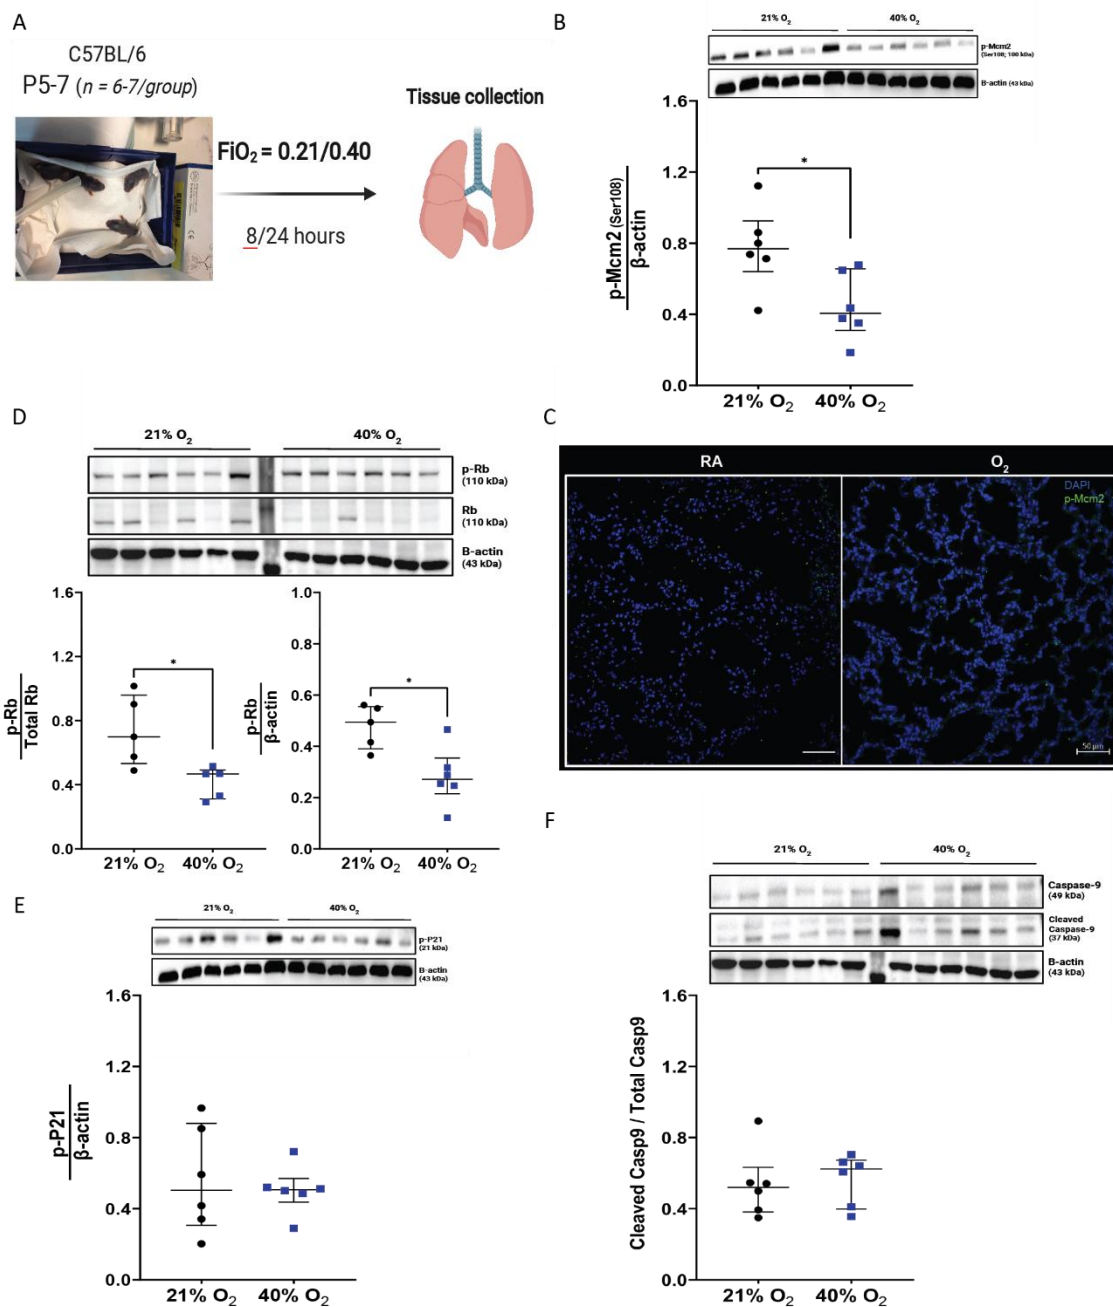 A
C57BL/6
P5-7 (n = 6-7/group)
FiO2 = 0.21/0.40
8/24 hours
Tissue collection
B
21% O2
40% O2
p-Mcm2
(Ser108; 100 kDa)
B-actin (43 kDa)
p-Mcm2 (Ser108)
β-actin
1.6
1.2
0.8
0.4
0.0
*
21% O2
40% O2
D
21% O2
40% O2
p-Rb
(110 kDa)
Rb
(110 kDa)
B-actin
(43 kDa)
p-Rb
Total Rb
1.6
1.2
0.8
0.4
0.0
*
21% O2
40% O2
p-Rb
β-actin
1.0
0.8
0.6
0.4
0.2
0.0
*
21% O2
40% O2
C
RA
O2
DAPI
p-Mcm2
50 μm
E
21% O2
40% O2
p-P21
(21 kDa)
B-actin
(43 kDa)
p-P21
β-actin
1.6
1.2
0.8
0.4
0.0
21% O2
40% O2
F
21% O2
40% O2
Caspase-9
(49 kDa)
Cleaved
Caspase-9
(37 kDa)
B-actin
(43 kDa)
Cleaved Casp9 / Total Casp9
1.6
1.2
0.8
0.4
0.0
21% O2
40% O2